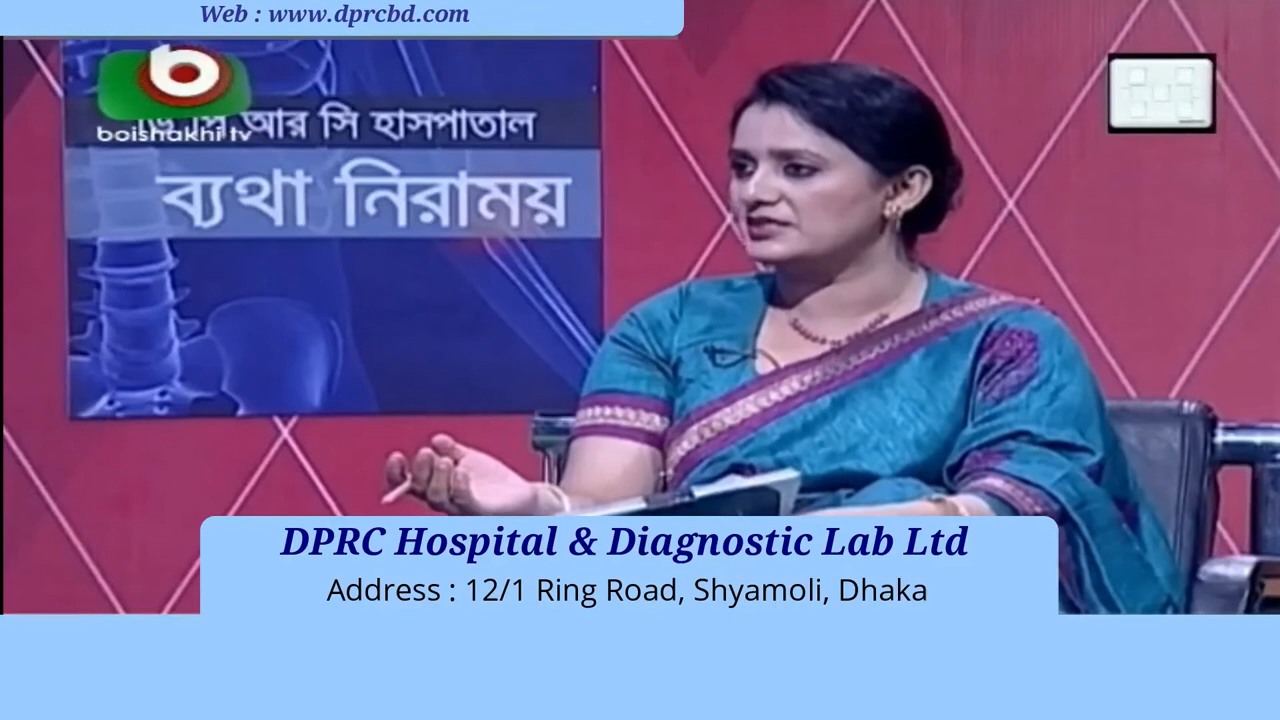 Web : www.dprcbd.com
boishakhi tv
আর সি হাসপাতাল
ব্যথা নিরাময়
DPRC Hospital & Diagnostic Lab Ltd
Address : 12/1 Ring Road, Shyamoli, Dhaka